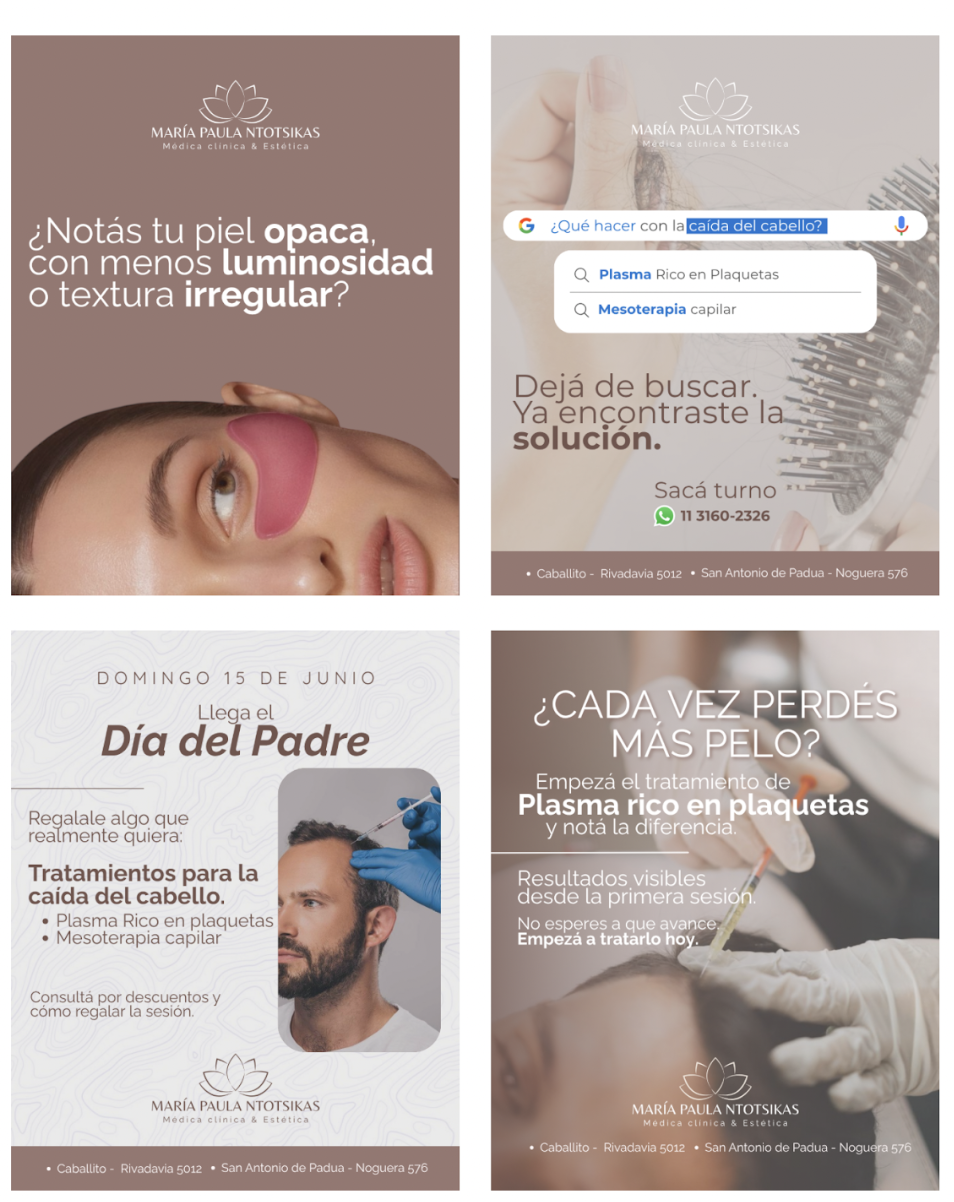 MARÍA PAULA NTOTSIKAS
Médica clínica & Estética
¿Notás tu piel opaca,
con menos luminosidad
o textura irregular?
MARÍA PAULA NTOTSIKAS
Médica clínica & Estética
¿Qué hacer con la caída del cabello?
Plasma Rico en Plaquetas
Mesoterapia capilar
Dejá de buscar.
Ya encontraste la
solución.
Sacá turno
11 3160-2326
• Caballito - Rivadavia 5012 • San Antonio de Padua - Noguera 576
DOMINGO 15 DE JUNIO
Llega el
Día del Padre
Regalale algo que
realmente quiera:
Tratamientos para la
caída del cabello.
• Plasma Rico en plaquetas
• Mesoterapia capilar
Consultá por descuentos y
cómo regalar la sesión.
MARÍA PAULA NTOTSIKAS
Médica clínica & Estética
• Caballito - Rivadavia 5012 • San Antonio de Padua - Noguera 576
¿CADA VEZ PERDÉS
MÁS PELO?
Empezá el tratamiento de
Plasma rico en plaquetas
y notá la diferencia.
Resultados visibles
desde la primera sesión.
No esperes a que avance.
Empezá a tratarlo hoy.
MARÍA PAULA NTOTSIKAS
Médica clínica & Estética
• Caballito - Rivadavia 5012 • San Antonio de Padua - Noguera 576